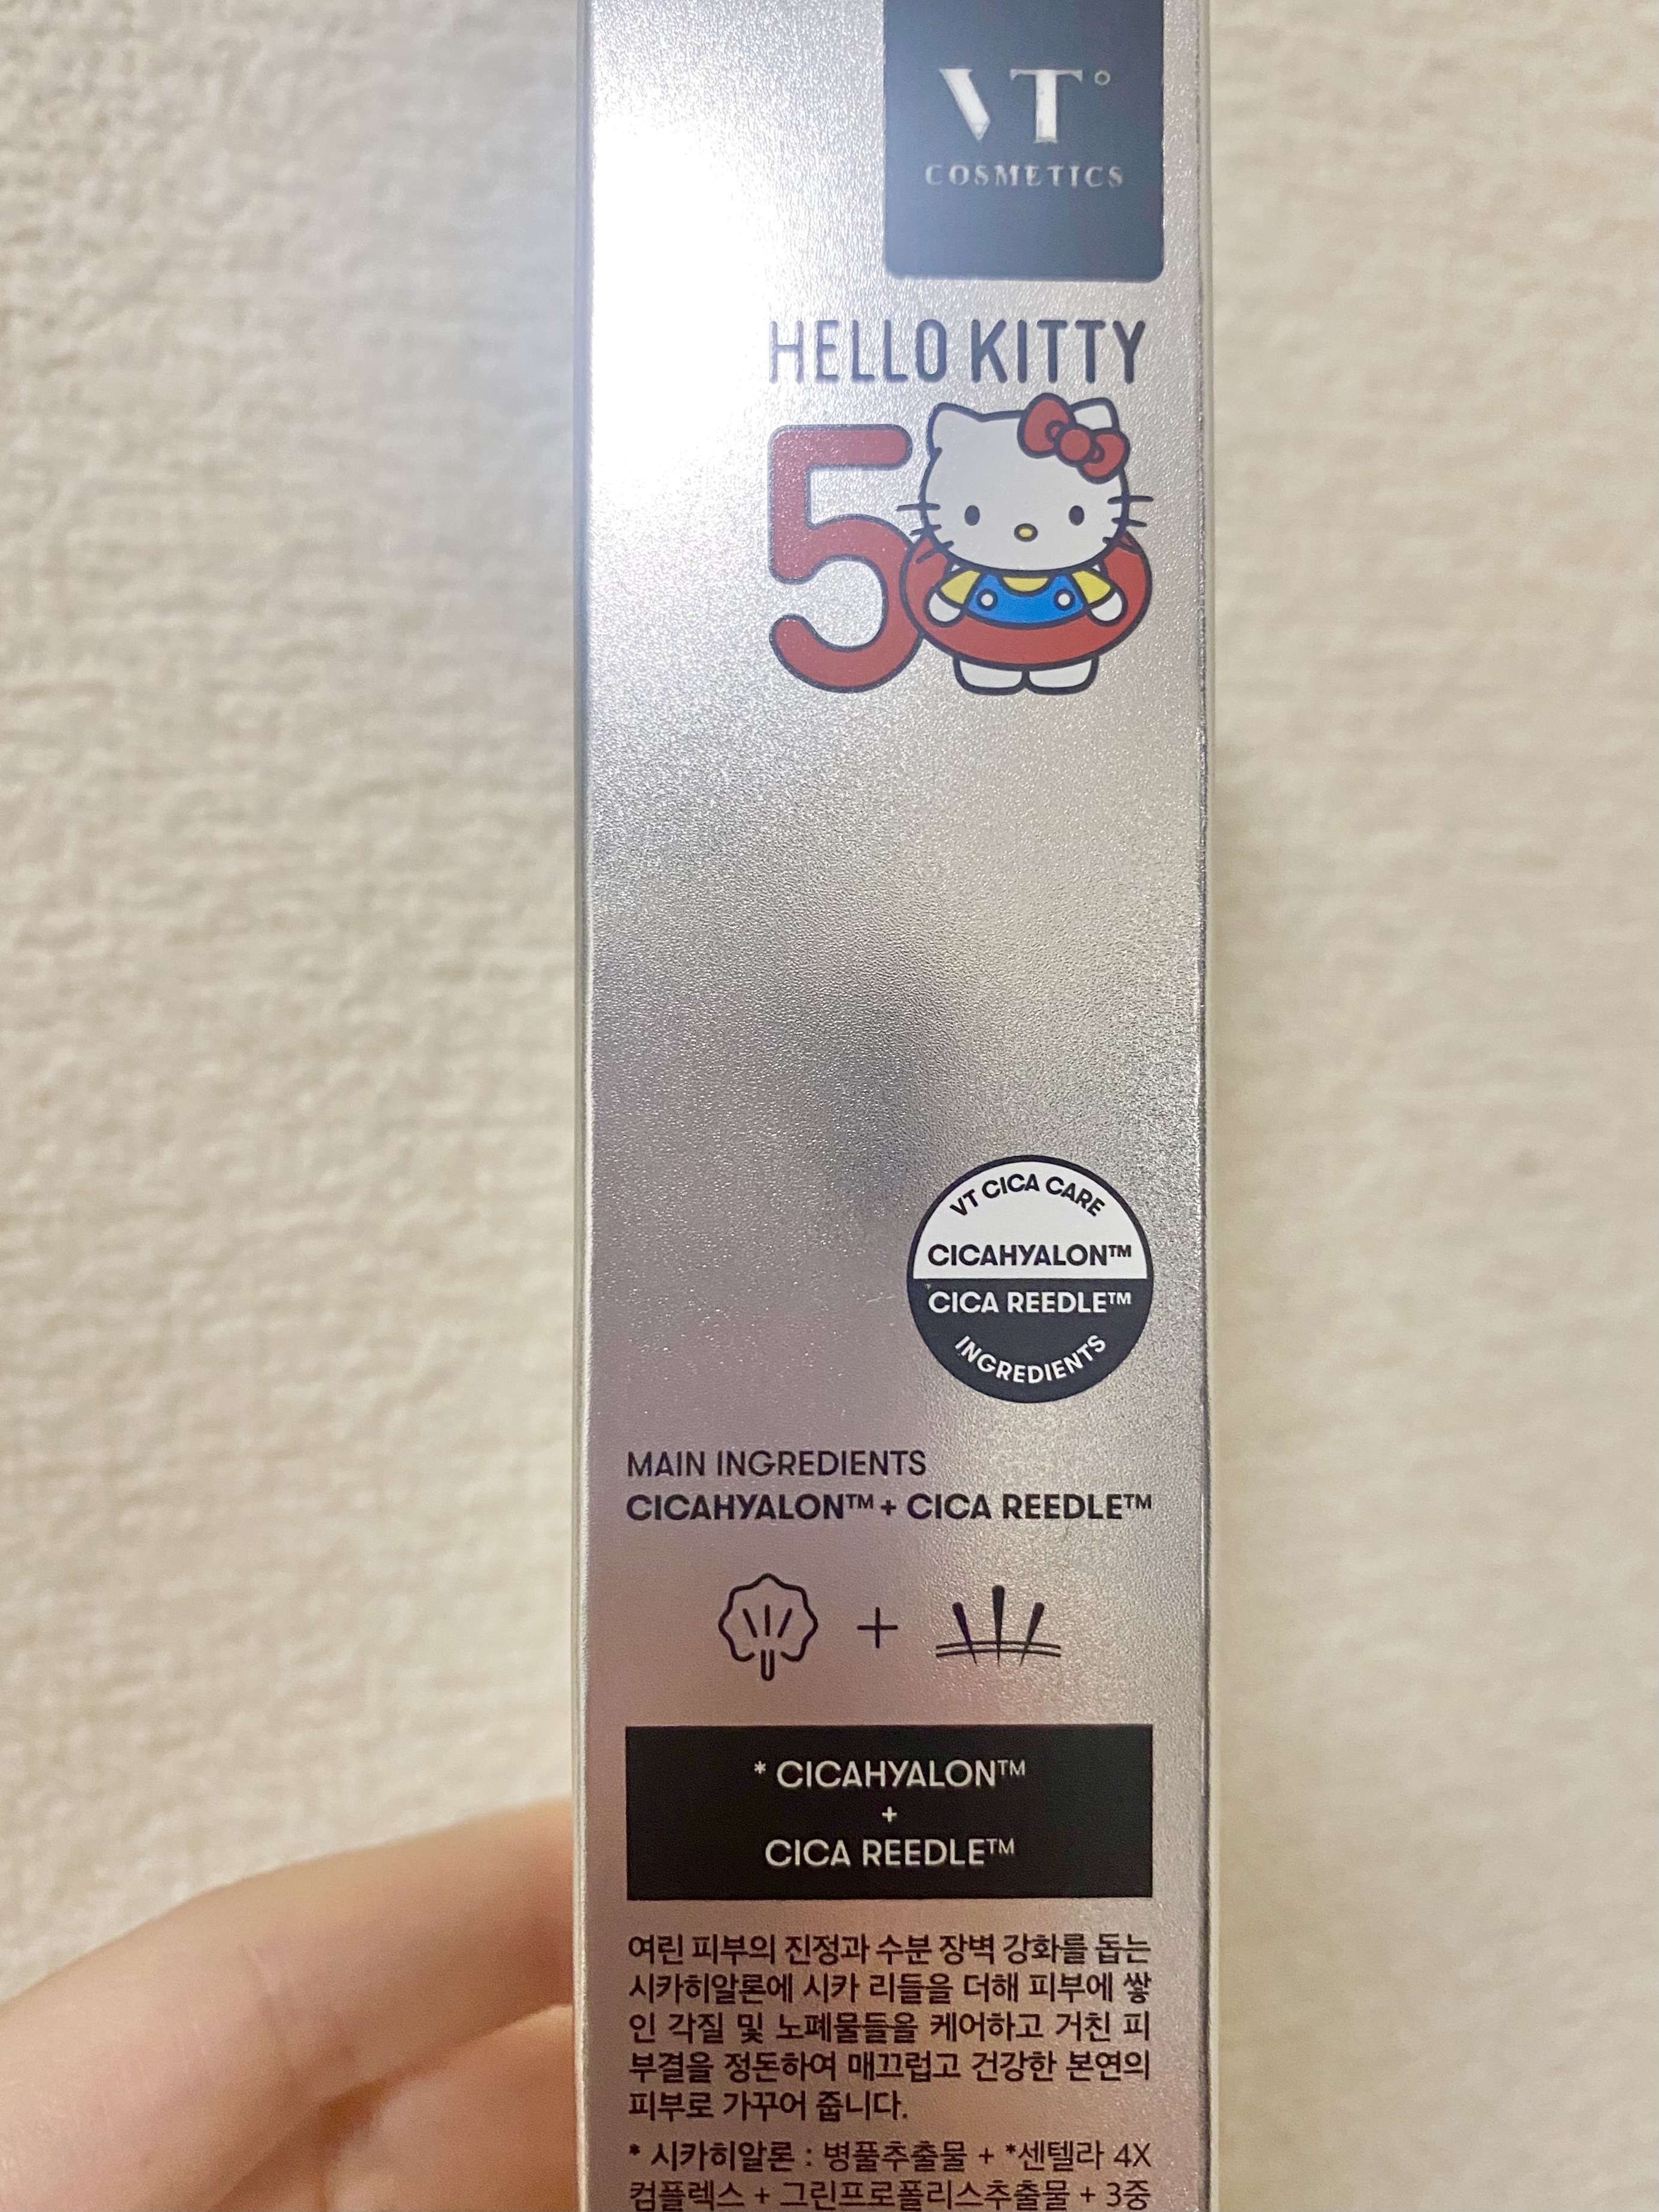 VT
COSMETICS
HELLO KITTY
50
VT CICA CARE
CICAHYALON™
CICA REEDLE™
INGREDIENTS
MAIN INGREDIENTS
CICAHYALON™ + CICA REEDLE™
* CICAHYALON™
+
CICA REEDLE™
여린 피부의 진정과 수분 장벽 강화를 돕는
시카히알론에 시카 리들을 더해 피부에 쌓
인 각질 및 노폐물들을 케어하고 거친 피
부결을 정돈하여 매끄럽고 건강한 본연의
피부로 가꾸어 줍니다.
* 시카히알론 : 병풀추출물 + *센텔라 4X
컴플렉스 + 그린프로폴리스추출물 + 3중